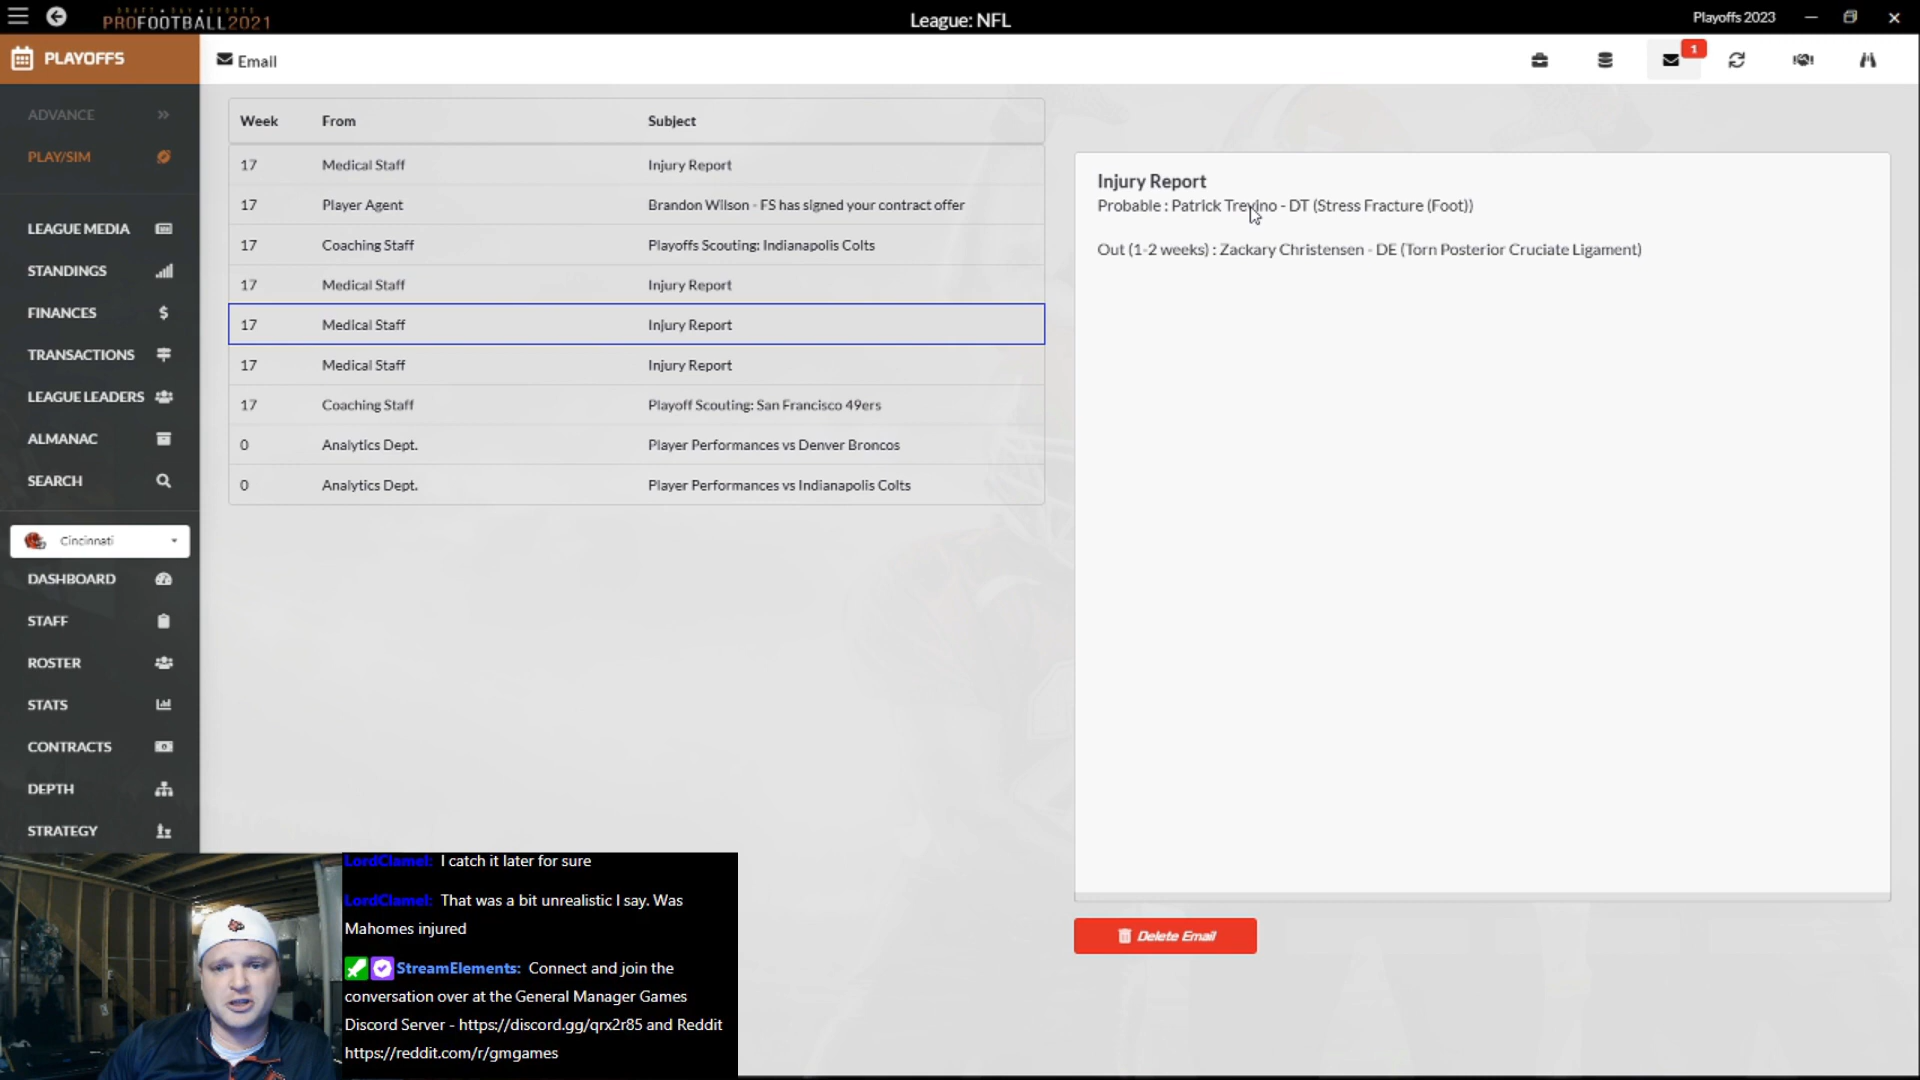 DRAFT DAY SPORTS
PROFOOTBALL2021
League: NFL
Playoffs 2023
PLAYOFFS
Email
1
ADVANCE
PLAY/SIM
LEAGUE MEDIA
STANDINGS
FINANCES
TRANSACTIONS
LEAGUE LEADERS
ALMANAC
SEARCH
Cincinnati
DASHBOARD
STAFF
ROSTER
STATS
CONTRACTS
DEPTH
STRATEGY
Week From Subject
17 Medical Staff Injury Report
17 Player Agent Brandon Wilson - FS has signed your contract offer
17 Coaching Staff Playoffs Scouting: Indianapolis Colts
17 Medical Staff Injury Report
17 Medical Staff Injury Report
17 Medical Staff Injury Report
17 Coaching Staff Playoff Scouting: San Francisco 49ers
0 Analytics Dept. Player Performances vs Denver Broncos
0 Analytics Dept. Player Performances vs Indianapolis Colts
Injury Report
Probable : Patrick Trevino - DT (Stress Fracture (Foot))
Out (1-2 weeks) : Zackary Christensen - DE (Torn Posterior Cruciate Ligament)
Delete Email
LordClamel: I catch it later for sure
LordClamel: That was a bit unrealistic I say. Was
Mahomes injured
StreamElements: Connect and join the
conversation over at the General Manager Games
Discord Server - https://discord.gg/qrx2r85 and Reddit
https://reddit.com/r/gmgames